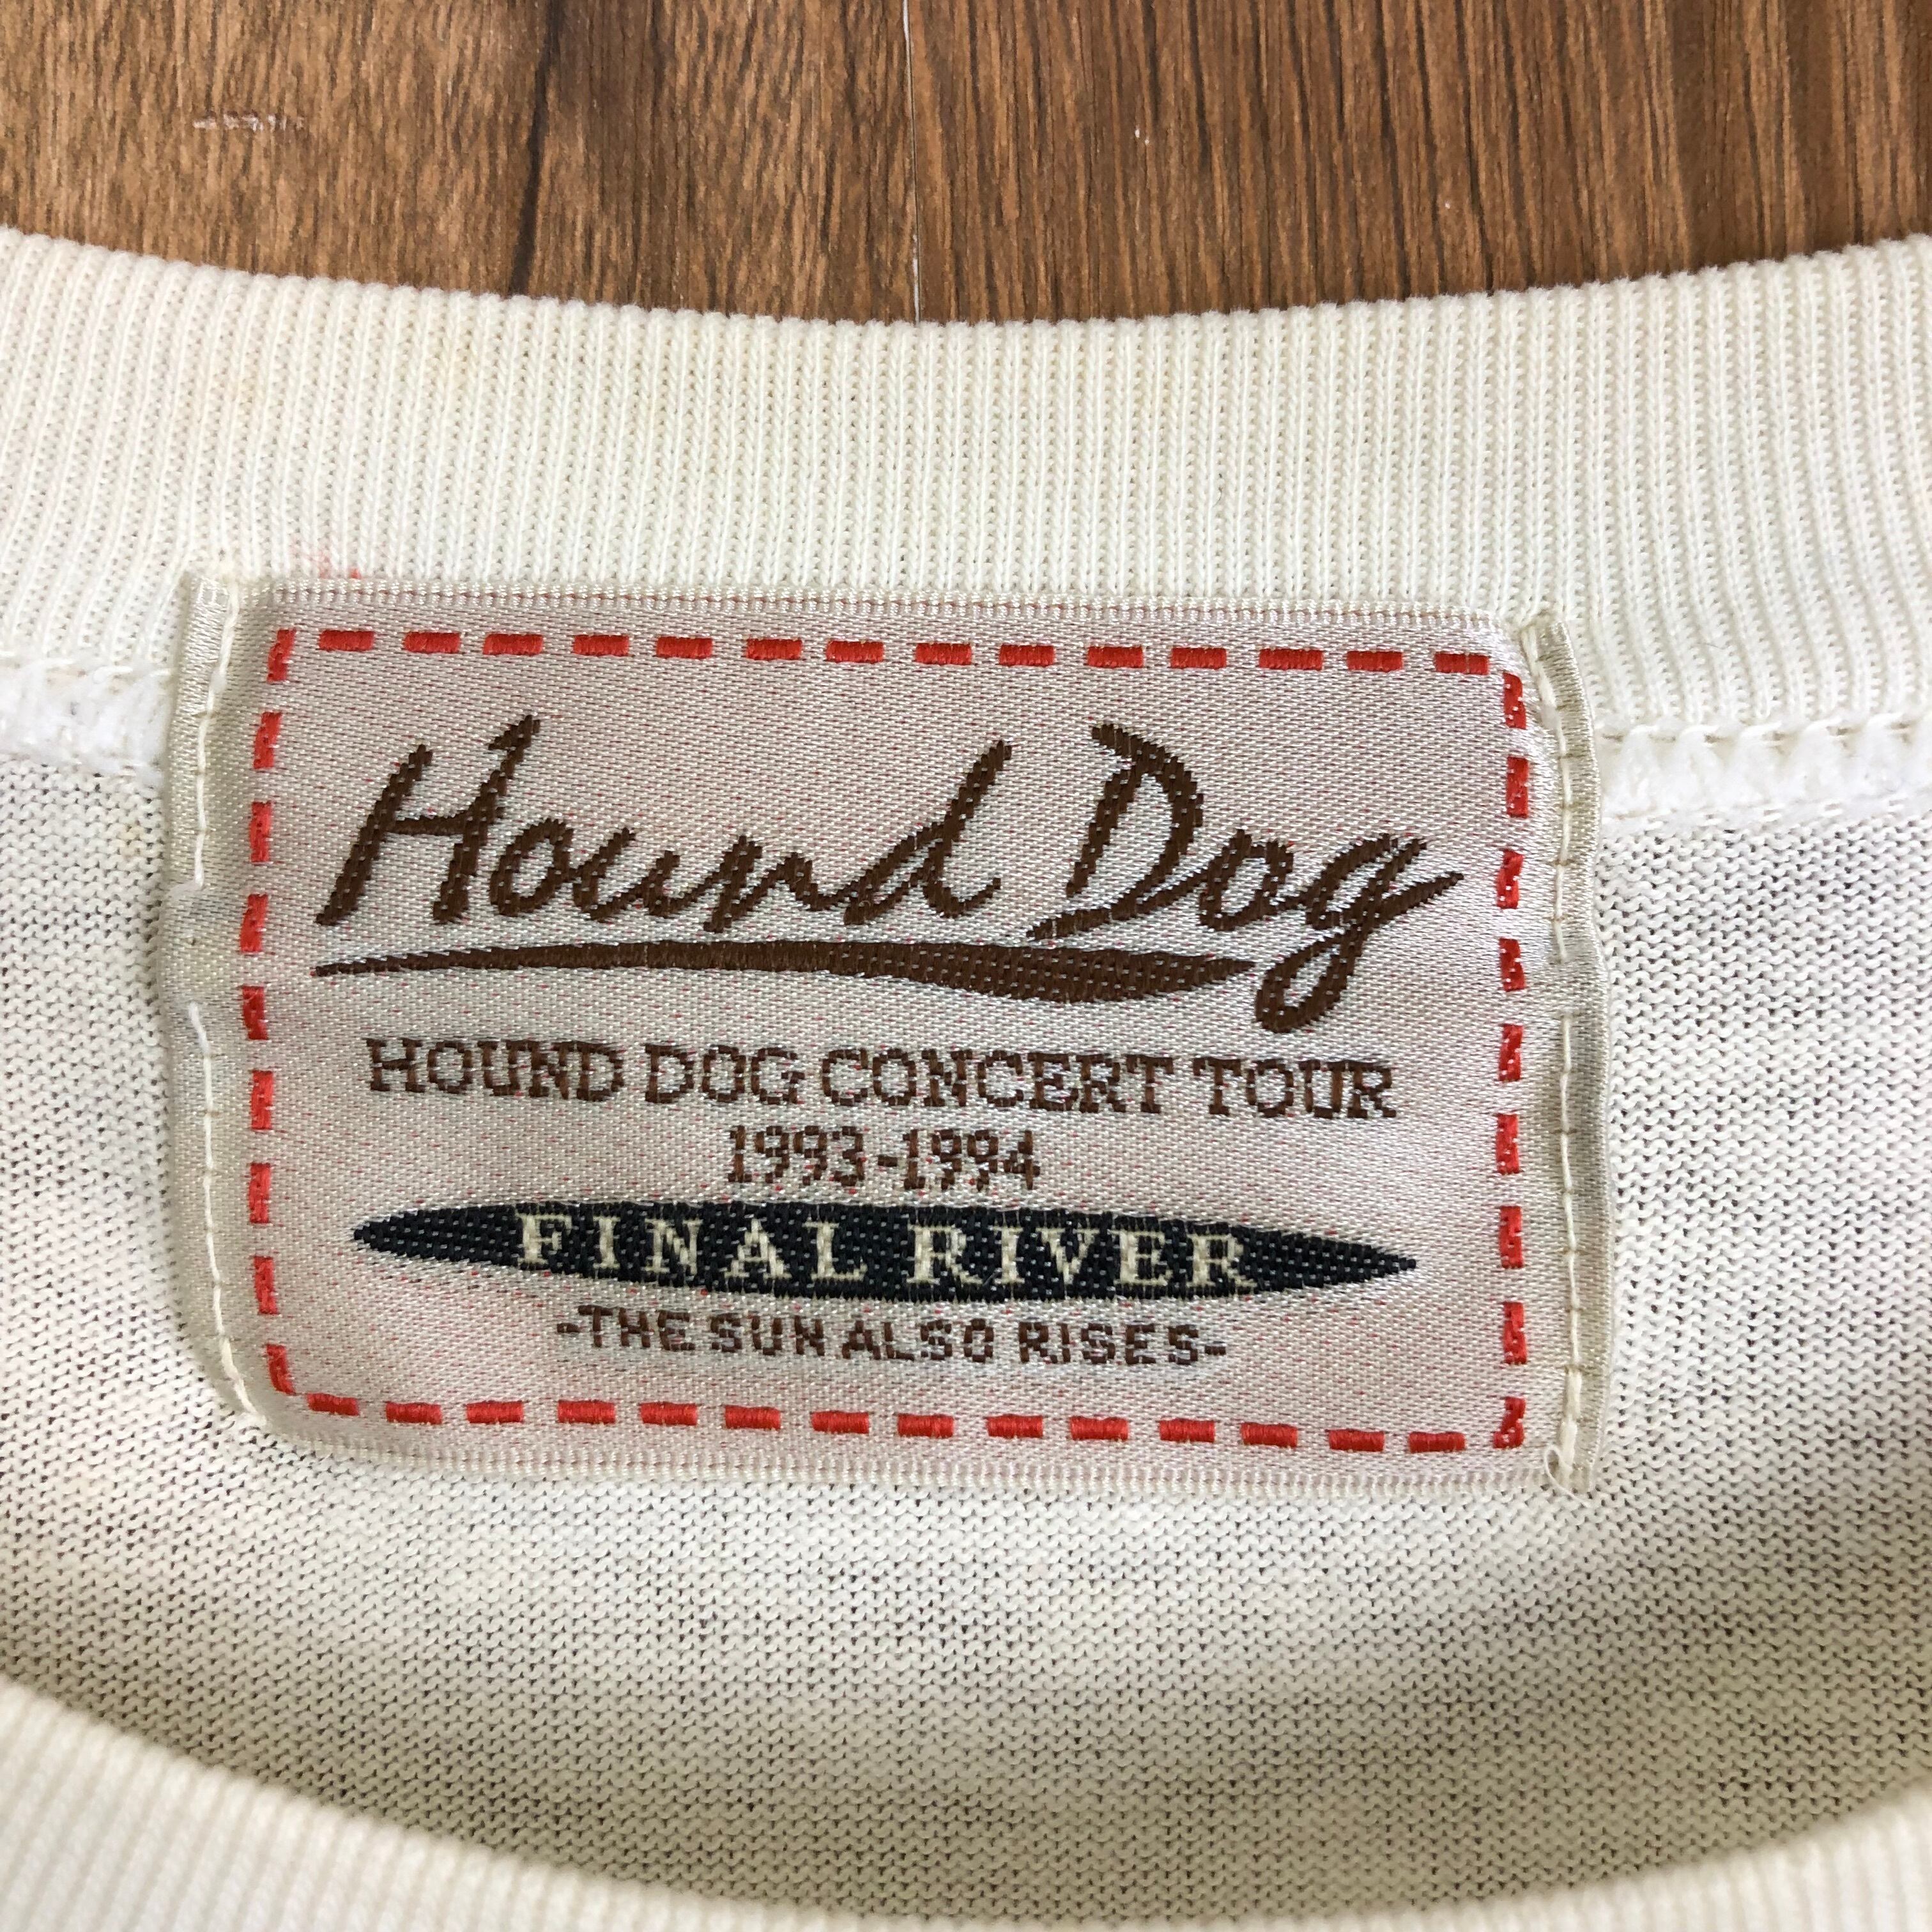 Hound Dog
HOUND DOG CONCERT TOUR
1993-1994
FINAL RIVER
-THE SUN ALSO RISES-